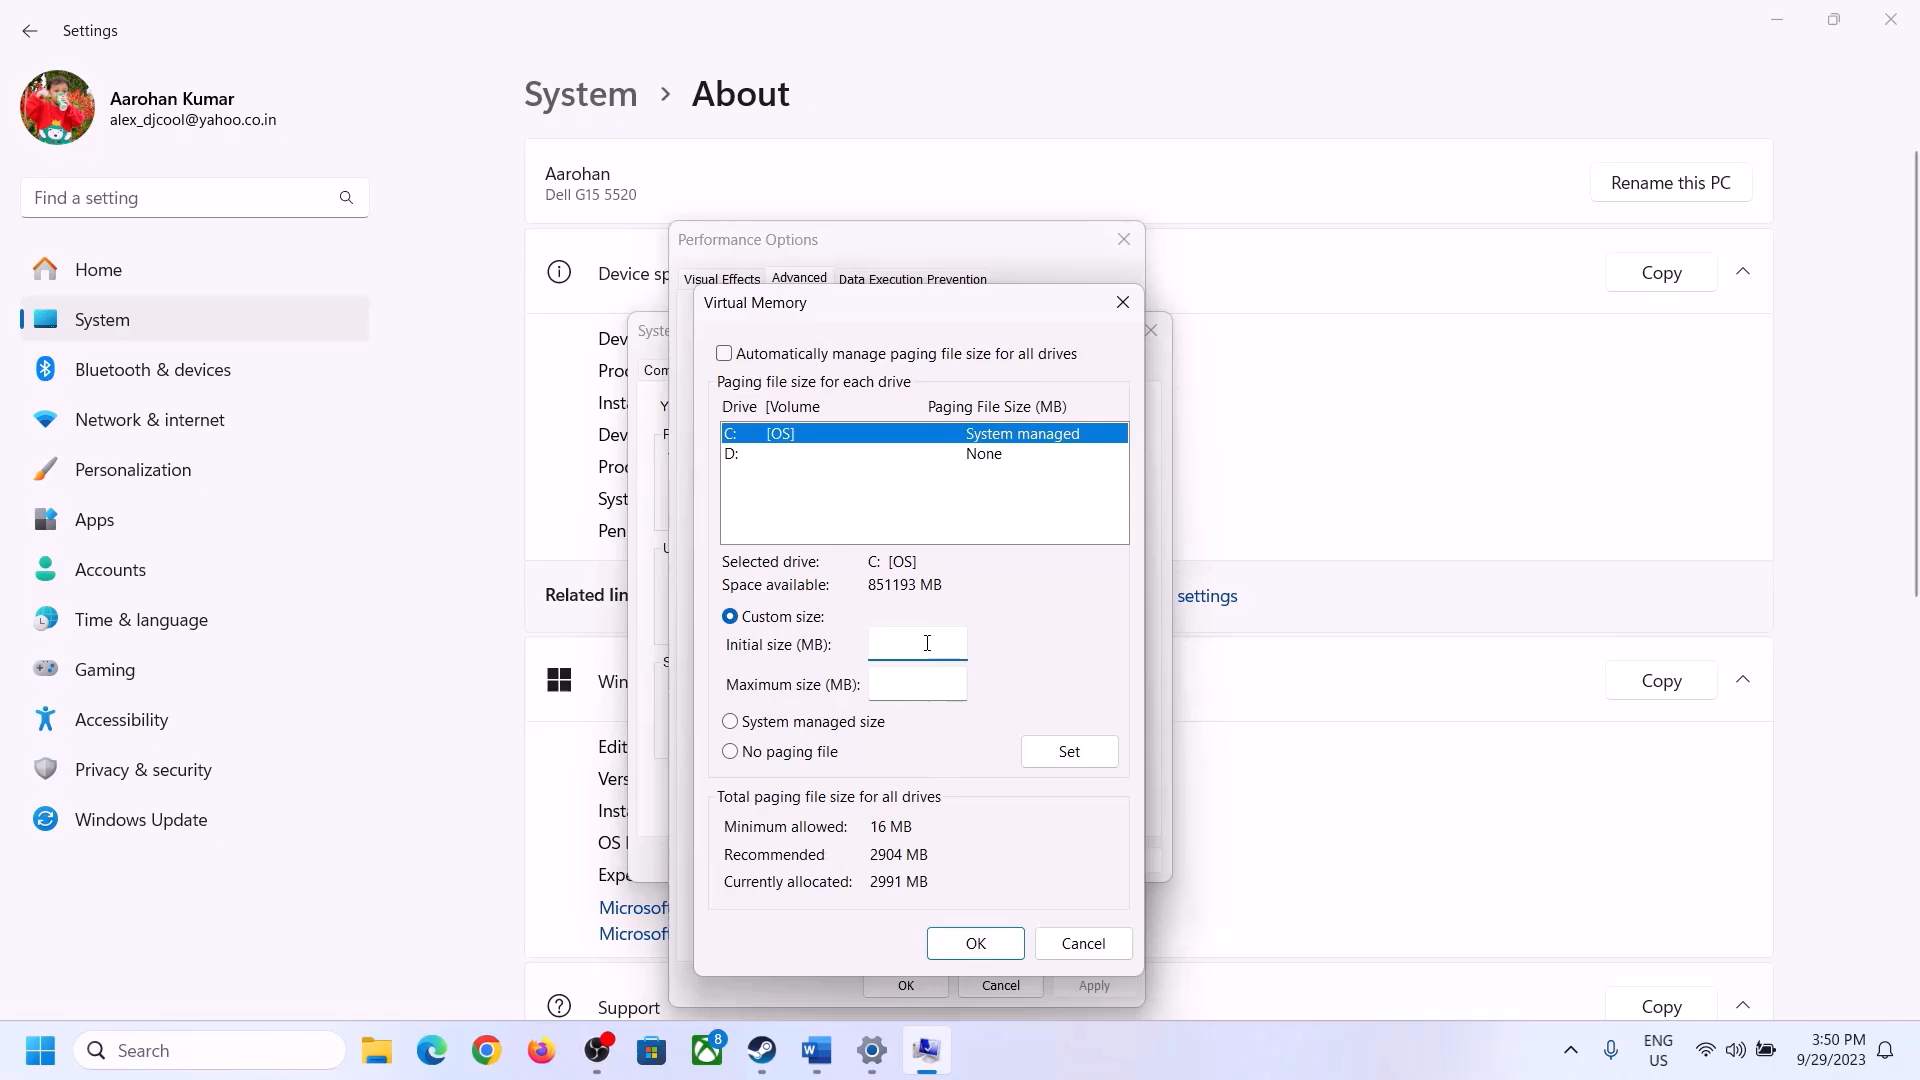 Settings
Aarohan Kumar
alex_djcool@yahoo.co.in
Find a setting
Home
System
Bluetooth & devices
Network & internet
Personalization
Apps
Accounts
Time & language
Gaming
Accessibility
Privacy & security
Windows Update
System > About
Aarohan
Dell G15 5520
Rename this PC
Copy
settings
Copy
Support
Copy
Performance Options
Visual Effects Advanced Data Execution Prevention
Virtual Memory
Automatically manage paging file size for all drives
Paging file size for each drive
Drive [Volume Paging File Size (MB)
C: [OS] System managed
D: None
Selected drive: C: [OS]
Space available: 851193 MB
Custom size:
Initial size (MB):
Maximum size (MB):
System managed size
No paging file Set
Total paging file size for all drives
Minimum allowed: 16 MB
Recommended 2904 MB
Currently allocated: 2991 MB
OK Cancel
OK Cancel Apply
Search
8
ENG
US
3:50 PM
9/29/2023